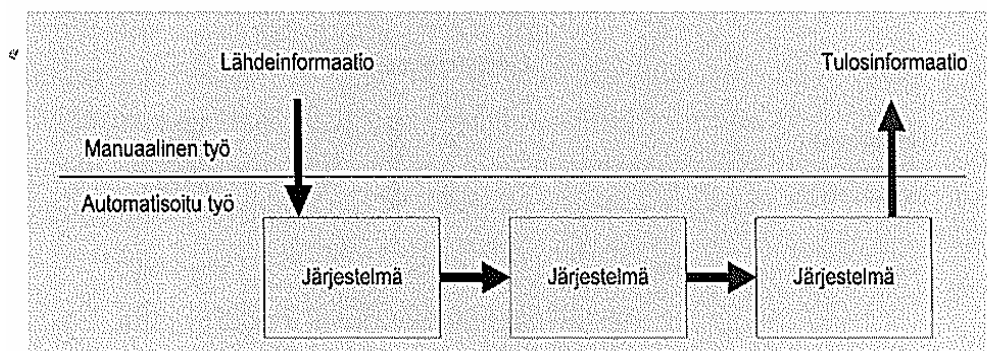 Lähdeinformaatio
Tulosinformaatio
Manuaalinen työ
Automatisoitu työ
Järjestelmä
Järjestelmä
Järjestelmä